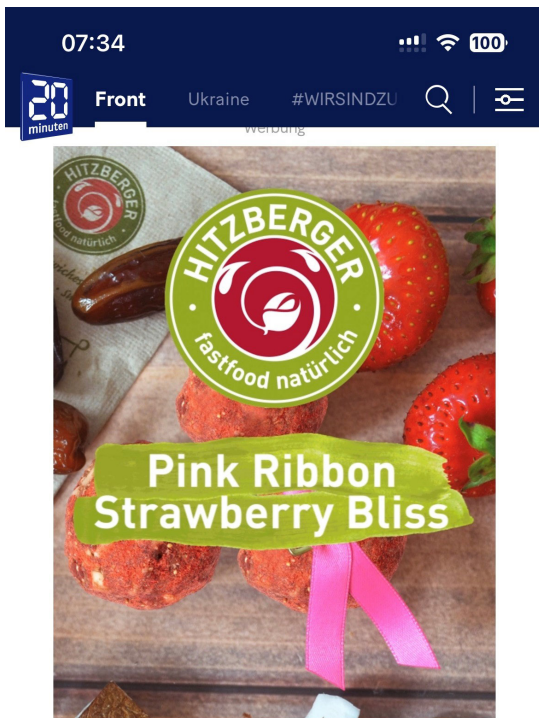 07:34
100
20
minuten
Front
Ukraine
#WIRSINDZU
Werbung
HITZBERGER
fastfood natürlich
HITZBERGER
fastfood natürlich
Pink Ribbon
Strawberry Bliss